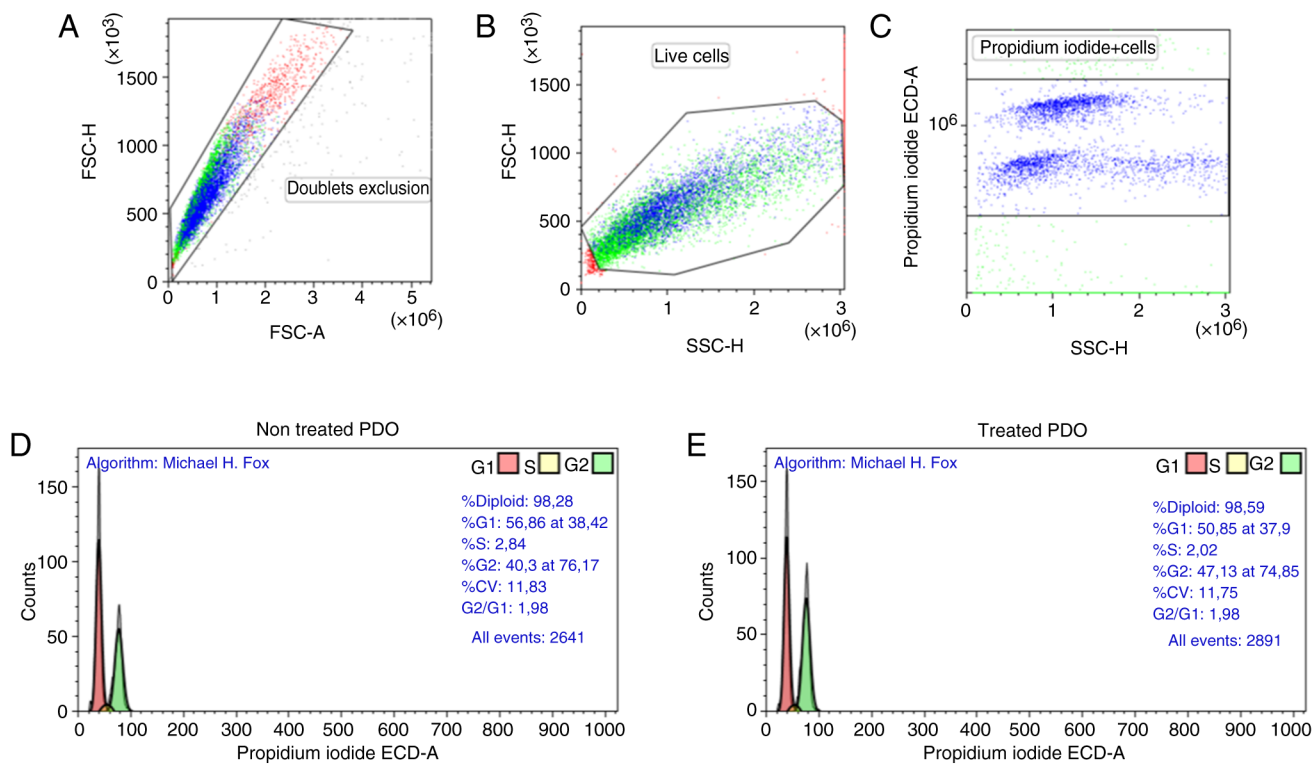 A
FSC-H
(×10³)
1500
1000
500
0
Doublets exclusion
0 1 2 3 4 5
(×10⁶)
FSC-A
B
FSC-H
(×10³)
1500
1000
500
0
Live cells
0 1 2 3
(×10⁶)
SSC-H
C
Propidium iodide ECD-A
10⁶
Propidium iodide+cells
0 1 2 3
(×10⁶)
SSC-H
D
Non treated PDO
Algorithm: Michael H. Fox
G1 S G2
%Diploid: 98,28
%G1: 56,86 at 38,42
%S: 2,84
%G2: 40,3 at 76,17
%CV: 11,83
G2/G1: 1,98
All events: 2641
Counts
150
100
50
0
0 100 200 300 400 500 600 700 800 900 1000
Propidium iodide ECD-A
E
Treated PDO
Algorithm: Michael H. Fox
G1 S G2
%Diploid: 98,59
%G1: 50,85 at 37,9
%S: 2,02
%G2: 47,13 at 74,85
%CV: 11,75
G2/G1: 1,98
All events: 2891
Counts
150
100
50
0
0 100 200 300 400 500 600 700 800 900 1000
Propidium iodide ECD-A